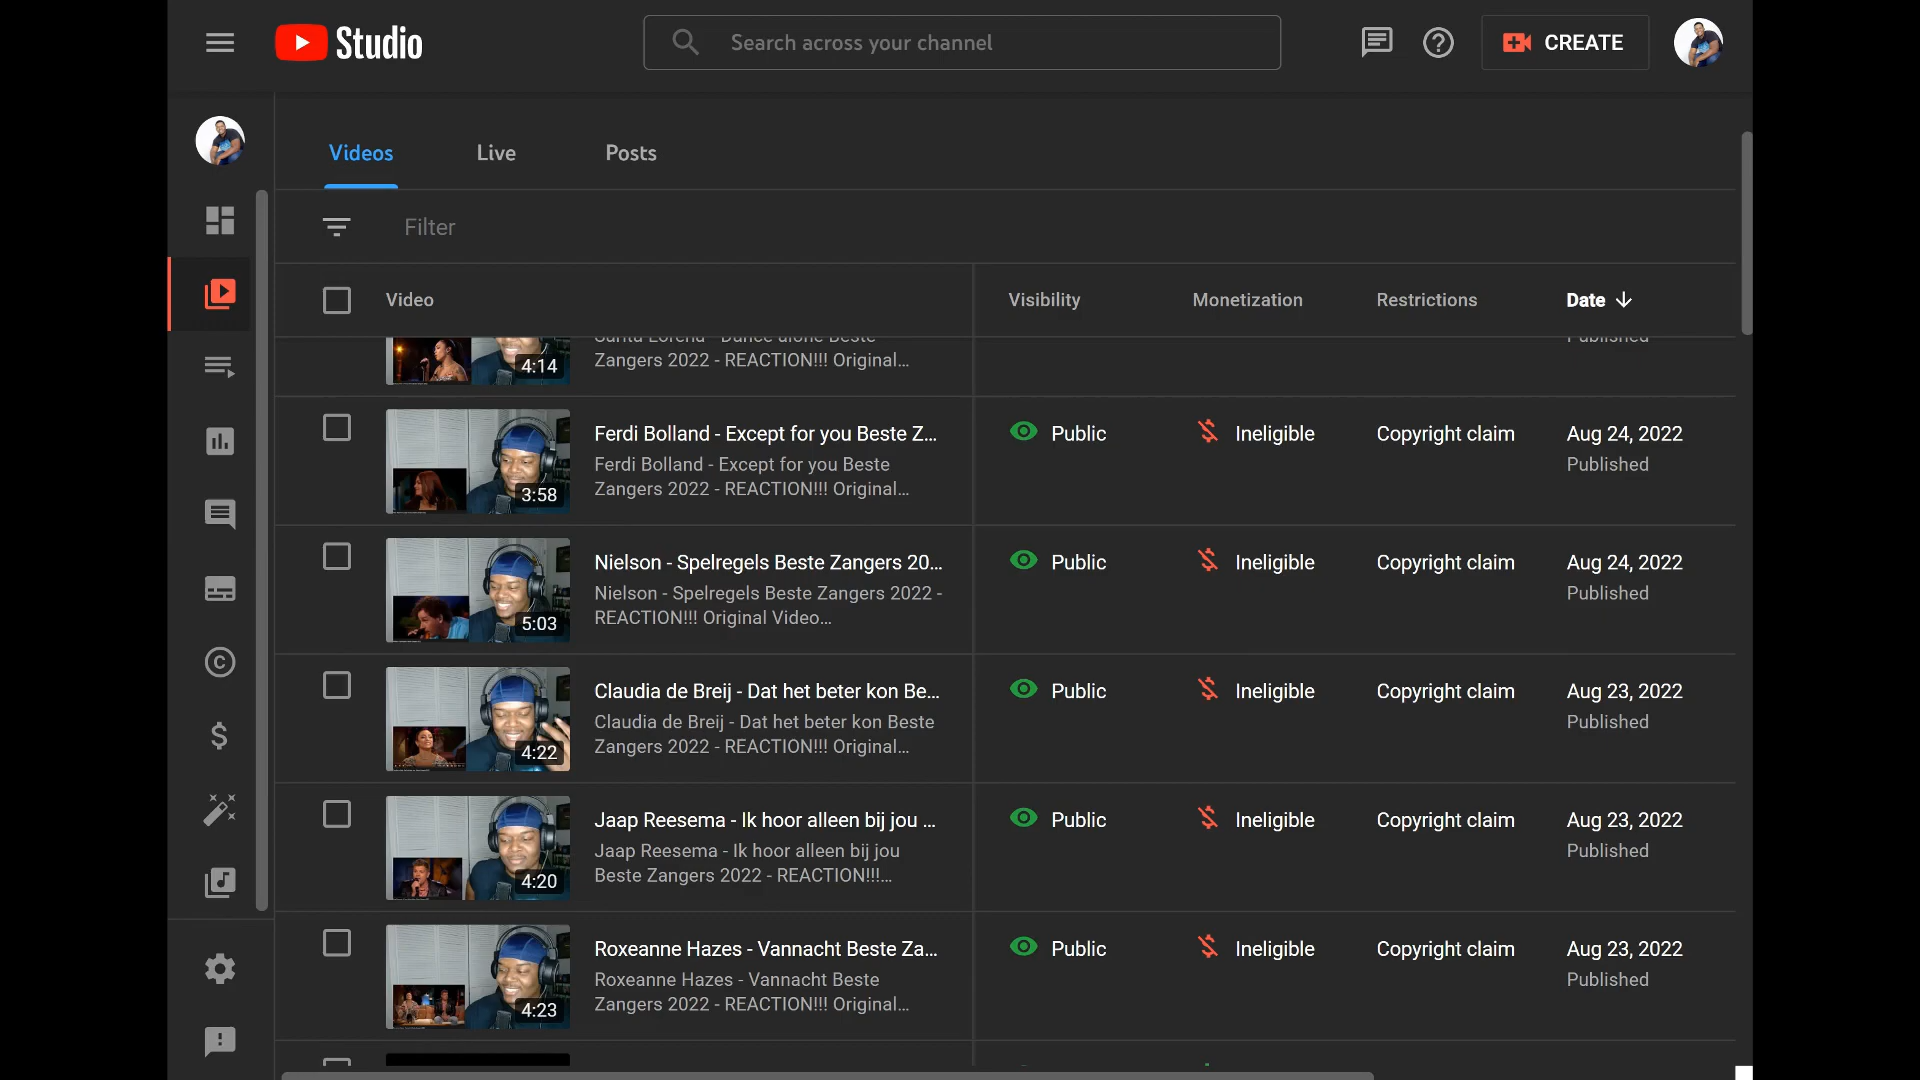 Studio
Search across your channel
CREATE
Videos Live Posts
Filter
Video Visibility Monetization Restrictions Date
Zangers 2022 - REACTION!!! Original...
4:14
Published
Ferdi Bolland - Except for you Beste Z...
Ferdi Bolland - Except for you Beste
Zangers 2022 - REACTION!!! Original...
3:58
Public Ineligible Copyright claim Aug 24, 2022
Published
Nielson - Spelregels Beste Zangers 20...
Nielson - Spelregels Beste Zangers 2022 -
REACTION!!! Original Video...
5:03
Public Ineligible Copyright claim Aug 24, 2022
Published
Claudia de Breij - Dat het beter kon Be...
Claudia de Breij - Dat het beter kon Beste
Zangers 2022 - REACTION!!! Original...
4:22
Public Ineligible Copyright claim Aug 23, 2022
Published
Jaap Reesema - Ik hoor alleen bij jou ...
Jaap Reesema - Ik hoor alleen bij jou
Beste Zangers 2022 - REACTION!!!...
4:20
Public Ineligible Copyright claim Aug 23, 2022
Published
Roxeanne Hazes - Vannacht Beste Za...
Roxeanne Hazes - Vannacht Beste
Zangers 2022 - REACTION!!! Original...
4:23
Public Ineligible Copyright claim Aug 23, 2022
Published